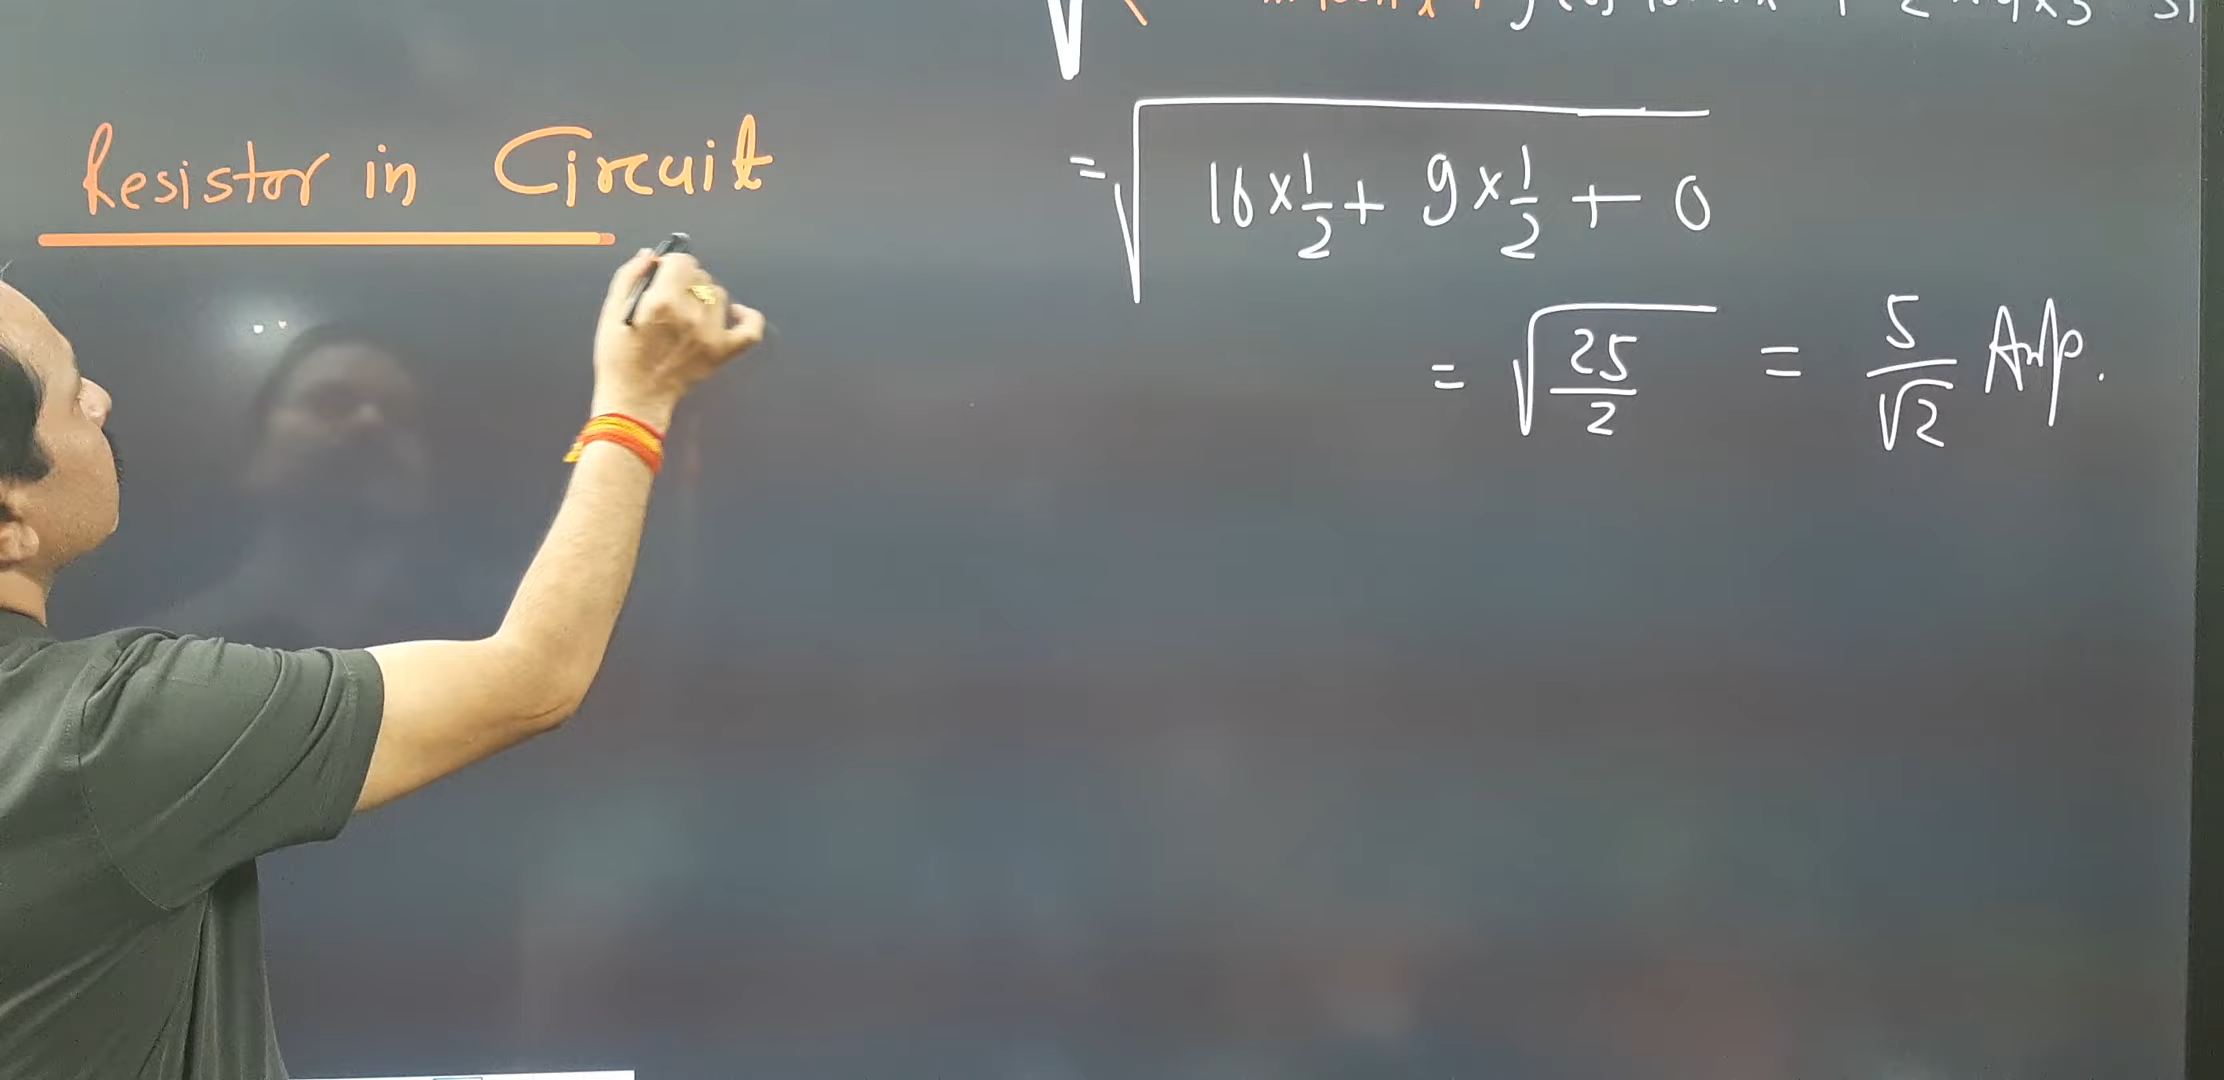 Resistor in Circuit
= √(16 × 1/2 + 9 × 1/2 + 0)
= √(25/2) = 5/√2 Amp.